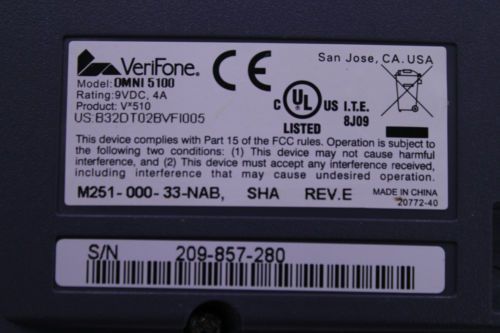 VeriFone®
San Jose, CA. USA
Model: OMNI 5100
Rating: 9VDC, 4A
Product: Vx510
US: B32DT02BVFI005
C UL US I.T.E.
LISTED 8J09
This device complies with Part 15 of the FCC rules. Operation is subject to
the following two conditions: (1) This device may not cause harmful
interference, and (2) This device must accept any interference received,
including interference that may cause undesired operation.
M251-000-33-NAB, SHA REV.E MADE IN CHINA
20772-40
S/N 209-857-280